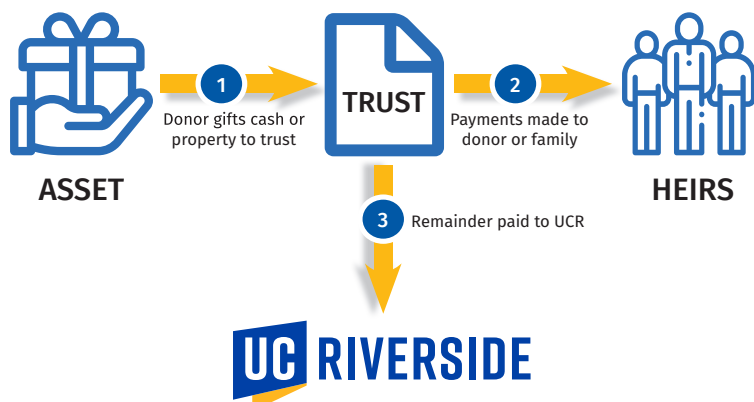 1
Donor gifts cash or
property to trust
ASSET
TRUST
2
Payments made to
donor or family
HEIRS
3
Remainder paid to UCR
UC RIVERSIDE